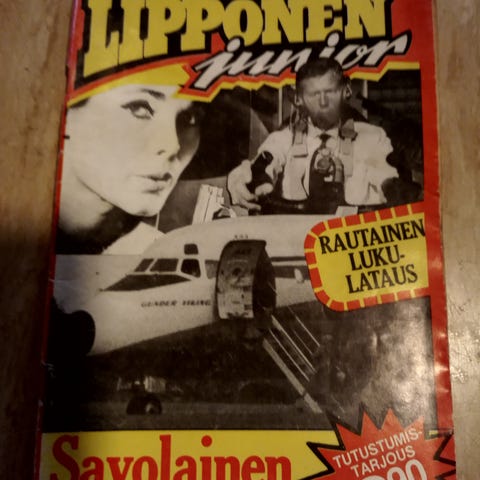 LIPPONEN
junior
RAUTAINEN
LUKU-
LATAUS
GUNDER VIKING
Savolainen
TUTUSTUMIS-
TARJOUS